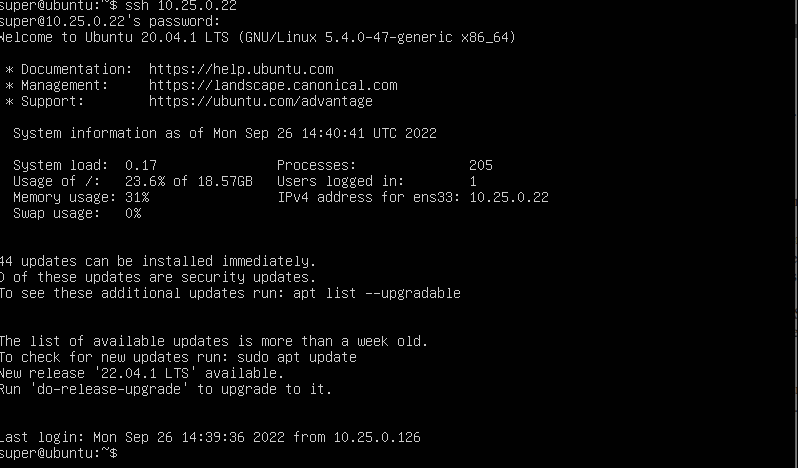 super@ubuntu:~$ ssh 10.25.0.22
super@10.25.0.22's password:
Welcome to Ubuntu 20.04.1 LTS (GNU/Linux 5.4.0-47-generic x86_64)
* Documentation:  https://help.ubuntu.com
* Management:     https://landscape.canonical.com
* Support:        https://ubuntu.com/advantage
System information as of Mon Sep 26 14:40:41 UTC 2022
System load:  0.17               Processes:              205
Usage of /:   23.6% of 18.57GB   Users logged in:        1
Memory usage: 31%                IPv4 address for ens33: 10.25.0.22
Swap usage:   0%
44 updates can be installed immediately.
0 of these updates are security updates.
To see these additional updates run: apt list --upgradable
The list of available updates is more than a week old.
To check for new updates run: sudo apt update
New release '22.04.1 LTS' available.
Run 'do-release-upgrade' to upgrade to it.
Last login: Mon Sep 26 14:39:36 2022 from 10.25.0.126
super@ubuntu:~$